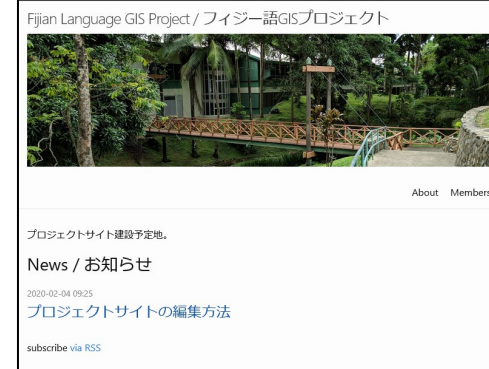 Fijian Language GIS Project / フィジー語GISプロジェクト
About Members
プロジェクトサイト建設予定地。
News / お知らせ
2020-02-04 09:25
プロジェクトサイトの編集方法
subscribe via RSS